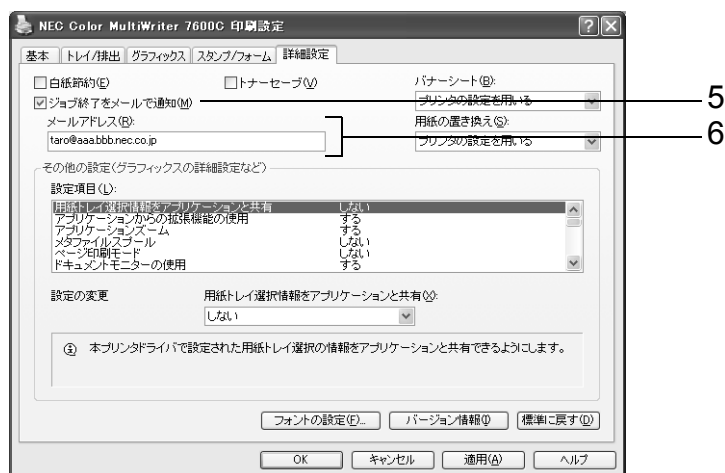 NEC Color MultiWriter 7600C 印刷設定
基本 トレイ/排出 グラフィックス スタンプ/フォーム 詳細設定
白紙節約(E) トナーセーブ(V) バナーシート(B):
ジョブ終了をメールで通知(M) プリンタの設定を用いる 5
メールアドレス(R): 用紙の置き換え(S): 6
taro@aaa.bbb.nec.co.jp プリンタの設定を用いる
その他の設定(グラフィックスの詳細設定など)
設定項目(L):
用紙トレイ選択情報をアプリケーションと共有 しない
アプリケーションからの拡張機能の使用 する
アプリケーションズーム する
メタファイルスプール しない
ページ印刷モード しない
ドキュメントモニターの使用 する
設定の変更 用紙トレイ選択情報をアプリケーションと共有(X):
しない
本プリンタドライバで設定された用紙トレイ選択の情報をアプリケーションと共有できるようにします。
フォントの設定(F)... バージョン情報(I) 標準に戻す(D)
OK キャンセル 適用(A) ヘルプ